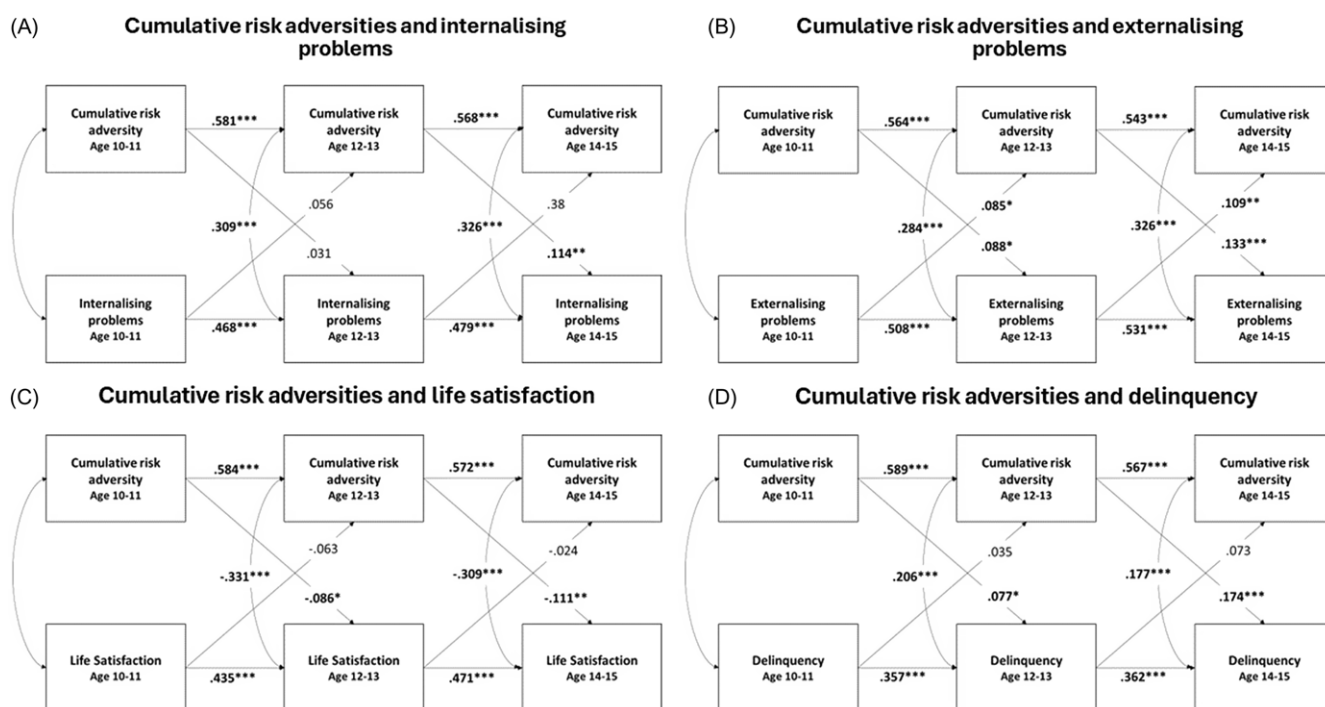 (A)
Cumulative risk adversities and internalising
problems
Cumulative risk
adversity
Age 10-11
.581***
Cumulative risk
adversity
Age 12-13
.568***
Cumulative risk
adversity
Age 14-15
.056
.38
.309***
.326***
.031
.114**
Internalising
problems
Age 10-11
.468***
Internalising
problems
Age 12-13
.479***
Internalising
problems
Age 14-15
(B)
Cumulative risk adversities and externalising
problems
Cumulative risk
adversity
Age 10-11
.564***
Cumulative risk
adversity
Age 12-13
.543***
Cumulative risk
adversity
Age 14-15
.085*
.109**
.284***
.326***
.088*
.133***
Externalising
problems
Age 10-11
.508***
Externalising
problems
Age 12-13
.531***
Externalising
problems
Age 14-15
(C)
Cumulative risk adversities and life satisfaction
Cumulative risk
adversity
Age 10-11
.584***
Cumulative risk
adversity
Age 12-13
.572***
Cumulative risk
adversity
Age 14-15
-.063
-.024
-.331***
-.309***
-.086*
-.111**
Life Satisfaction
Age 10-11
.435***
Life Satisfaction
Age 12-13
.471***
Life Satisfaction
Age 14-15
(D)
Cumulative risk adversities and delinquency
Cumulative risk
adversity
Age 10-11
.589***
Cumulative risk
adversity
Age 12-13
.567***
Cumulative risk
adversity
Age 14-15
.035
.073
.206***
.177***
.077*
.174***
Delinquency
Age 10-11
.357***
Delinquency
Age 12-13
.362***
Delinquency
Age 14-15